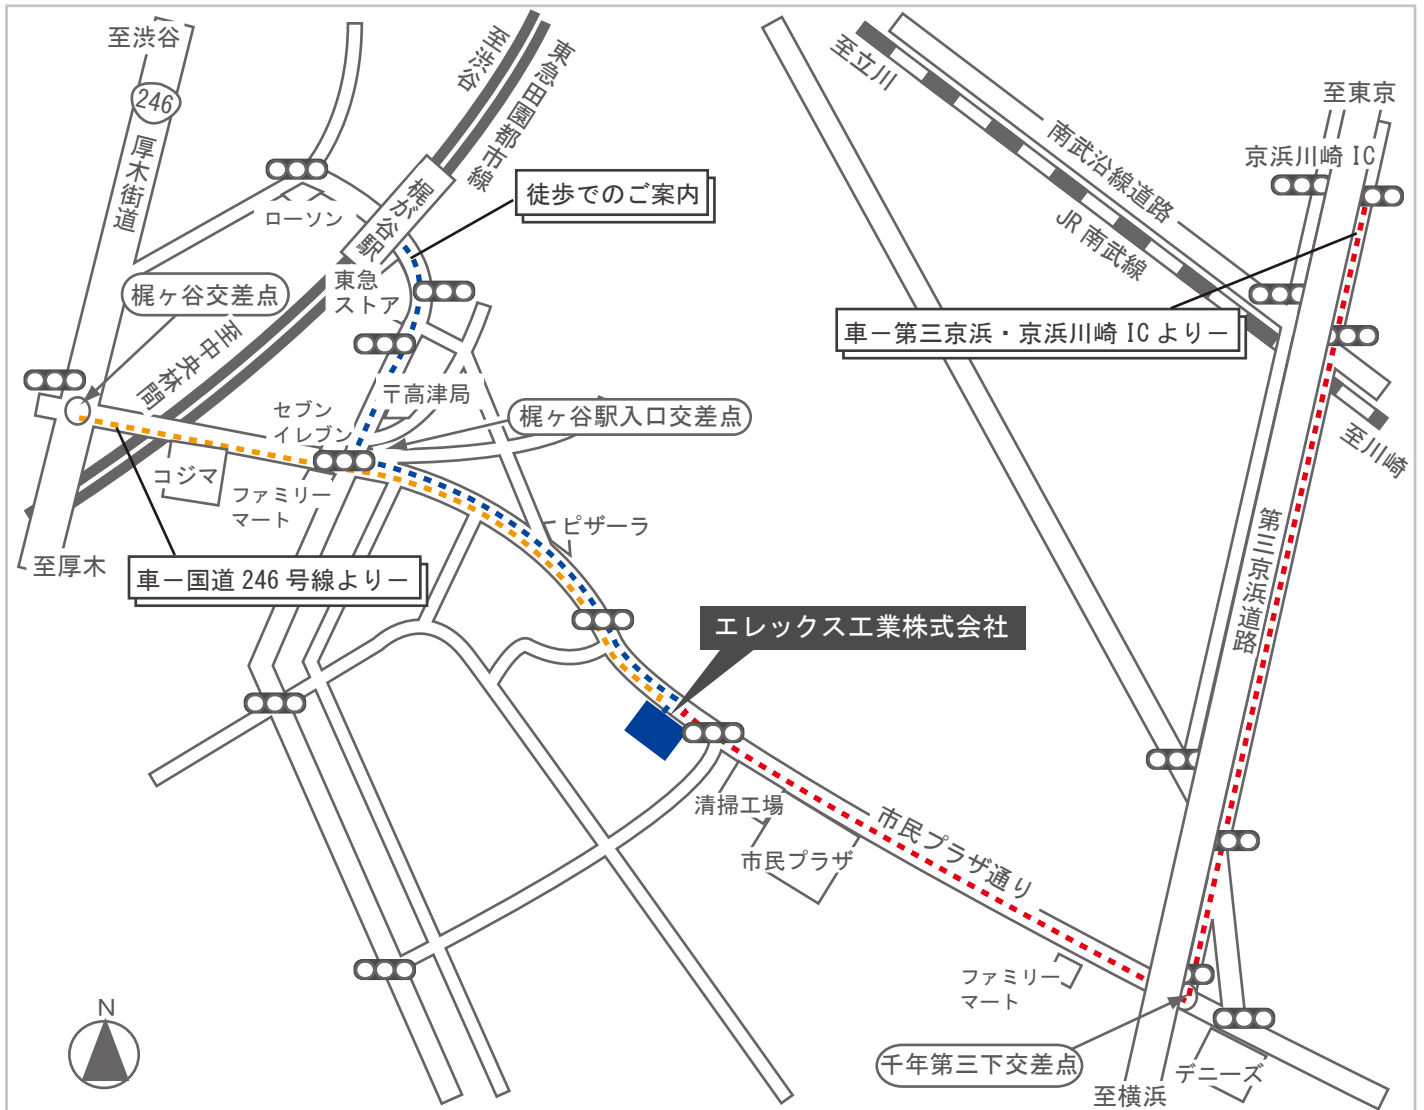 至渋谷
246
厚木街道
至渋谷
東急田園都市線
梶が谷駅
ローソン
徒歩でのご案内
東急
ストア
梶ヶ谷交差点
至中央林間
〒高津局
セブン
イレブン
梶ヶ谷駅入口交差点
コジマ
ファミリー
マート
ピザーラ
至厚木
車－国道 246 号線より－
エレックス工業株式会社
至立川
南武沿線道路
JR 南武線
至東京
京浜川崎 IC
車－第三京浜・京浜川崎 IC より－
至川崎
第三京浜道路
清掃工場
市民プラザ
市民プラザ通り
ファミリー
マート
千年第三下交差点
デニーズ
至横浜
N